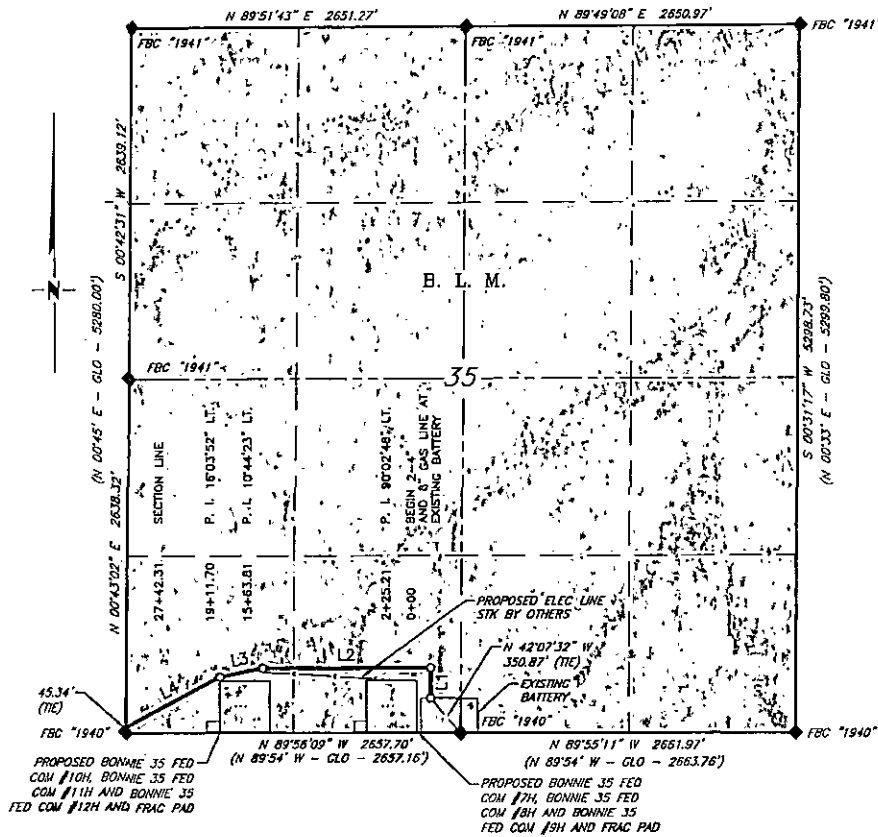 N 89°51'43" E 2651.27'
N 89°49'08" E 2650.97'
FBC "1941"
FBC "1941"
FBC "1941"
S 00°42'31" W 2639.12'
(N 00°45' E - GLO - 5280.00')
N
B. L. M.
FBC "1941"
35
S 00°31'17" W 5298.73'
(N 00°33' E - GLO - 5299.80')
N 00°43'02" E 2638.32'
27+42.31 SECTION LINE
19+11.70 P. I. 16°03'52" LT.
15+63.81 P. I. 10°44'23" LT.
2+25.21 P. I. 90°02'48" LT.
0+00 BEGIN 2-4"
AND 8" GAS LINE AT
EXISTING BATTERY
PROPOSED ELEC LINE
STK BY OTHERS
N 42°07'32" W
350.87' (TIE)
EXISTING
BATTERY
L4
L3
L2
L1
45.34'
(TIE)
FBC "1940"
FBC "1940"
FBC "1940"
N 89°56'09" W 2657.70'
(N 89°54' W - GLO - 2657.16')
N 89°55'11" W 2661.97'
(N 89°54' W - GLO - 2663.76')
PROPOSED BONNIE 35 FED
COM #10H, BONNIE 35 FED
COM #11H AND BONNIE 35
FED COM #12H AND FRAC PAD
PROPOSED BONNIE 35 FED
COM #7H, BONNIE 35 FED
COM #8H AND BONNIE 35
FED COM #9H AND FRAC PAD